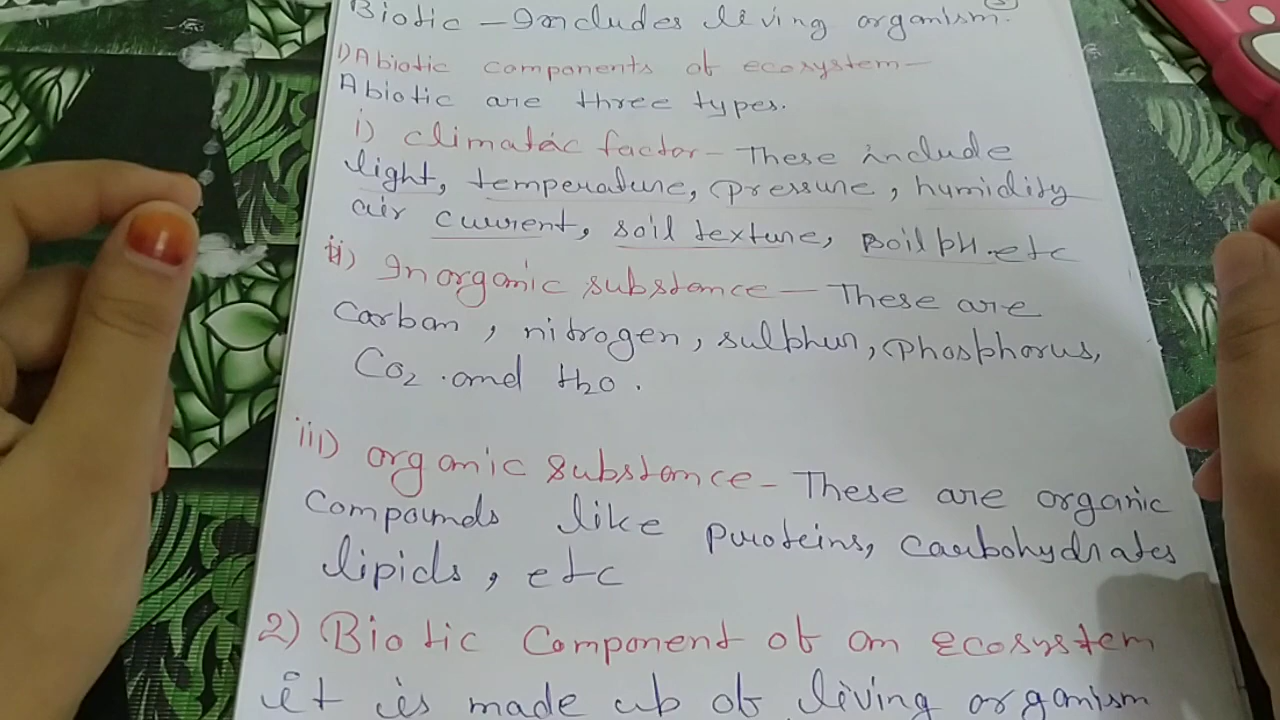 Biotic - Includes living organism.
1) Abiotic components of ecosystem-
Abiotic are three types.
i) climatic factor- These include
light, temperature, pressure, humidity
air current, soil texture, soil pH.etc
ii) Inorganic substance - These are
Carbon, nitrogen, sulphur, phosphorus,
Co2 .and H2O.
iii) organic substance- These are organic
Compounds like proteins, carbohydrates
lipids, etc
2) Biotic Component of an ecosystem
it is made up of living organism